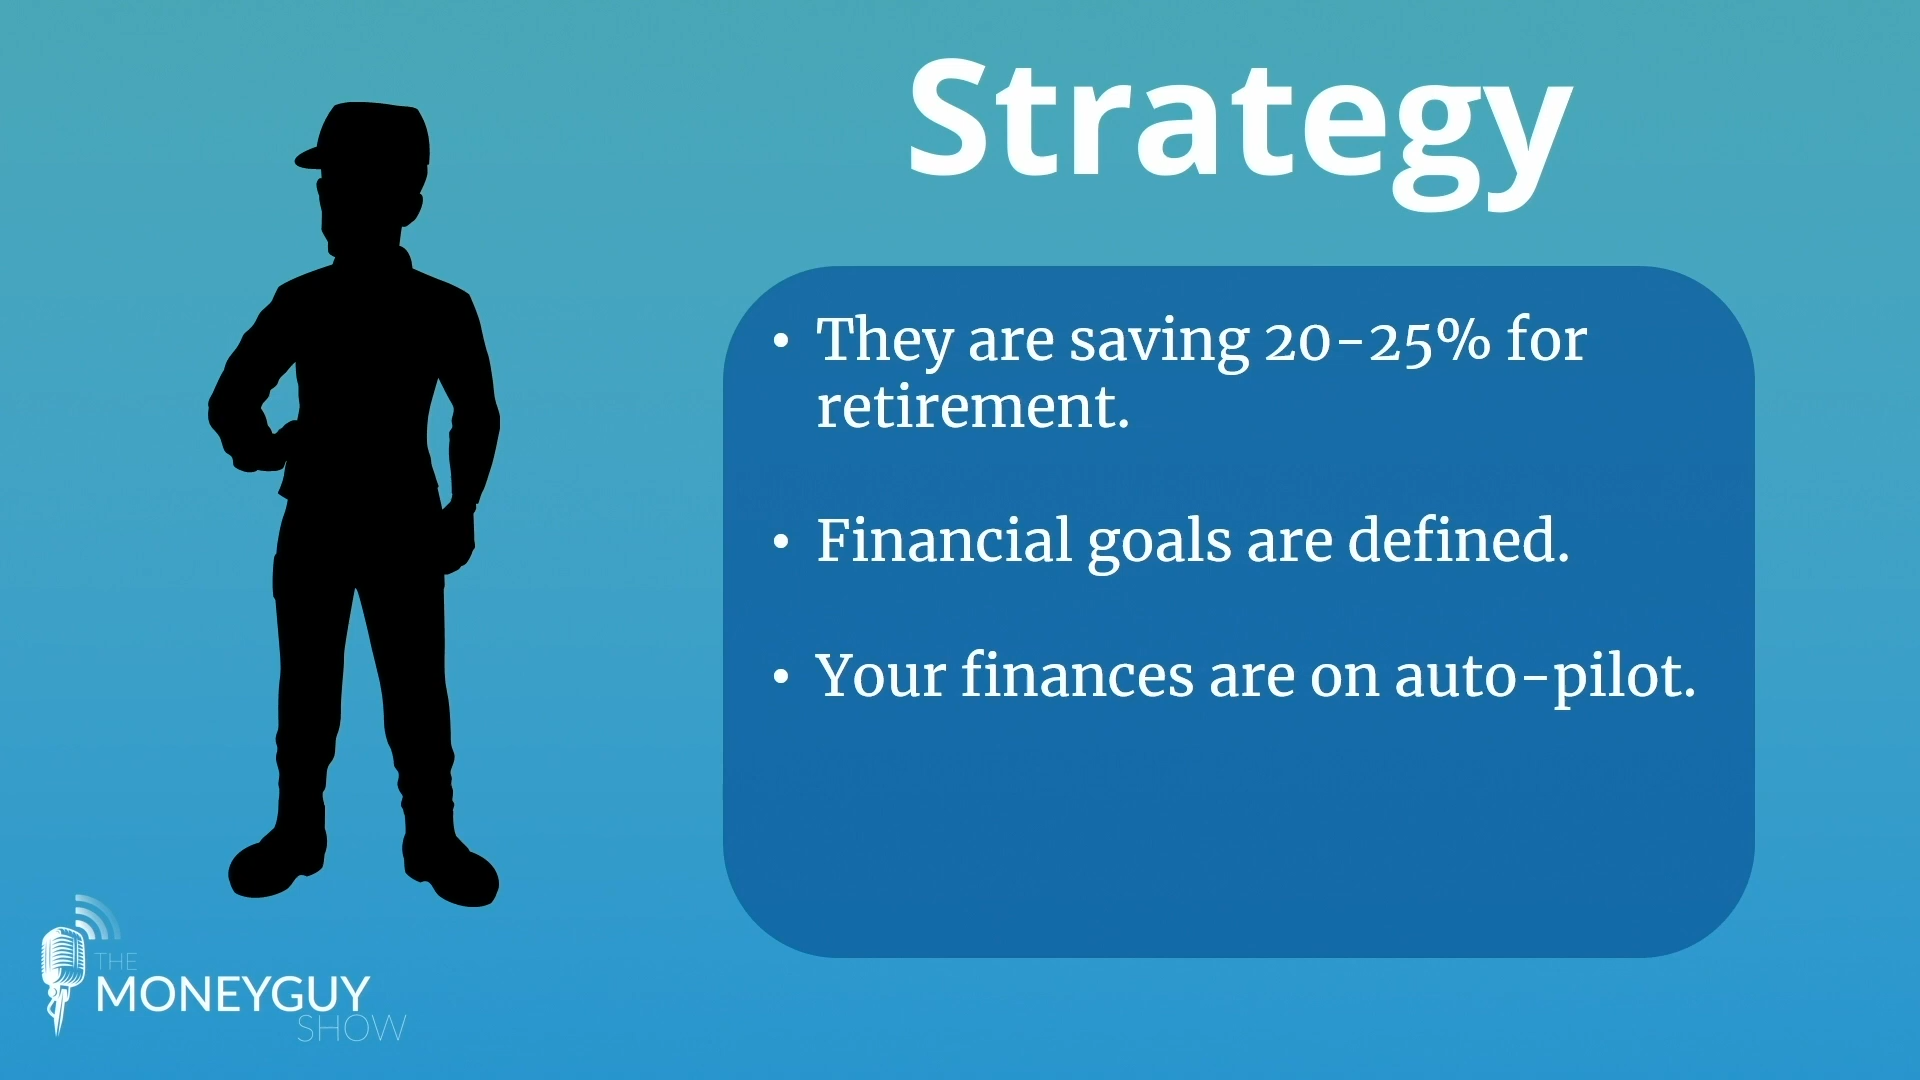 Strategy
• They are saving 20-25% for
retirement.
• Financial goals are defined.
• Your finances are on auto-pilot.
THE
MONEYGUY
SHOW